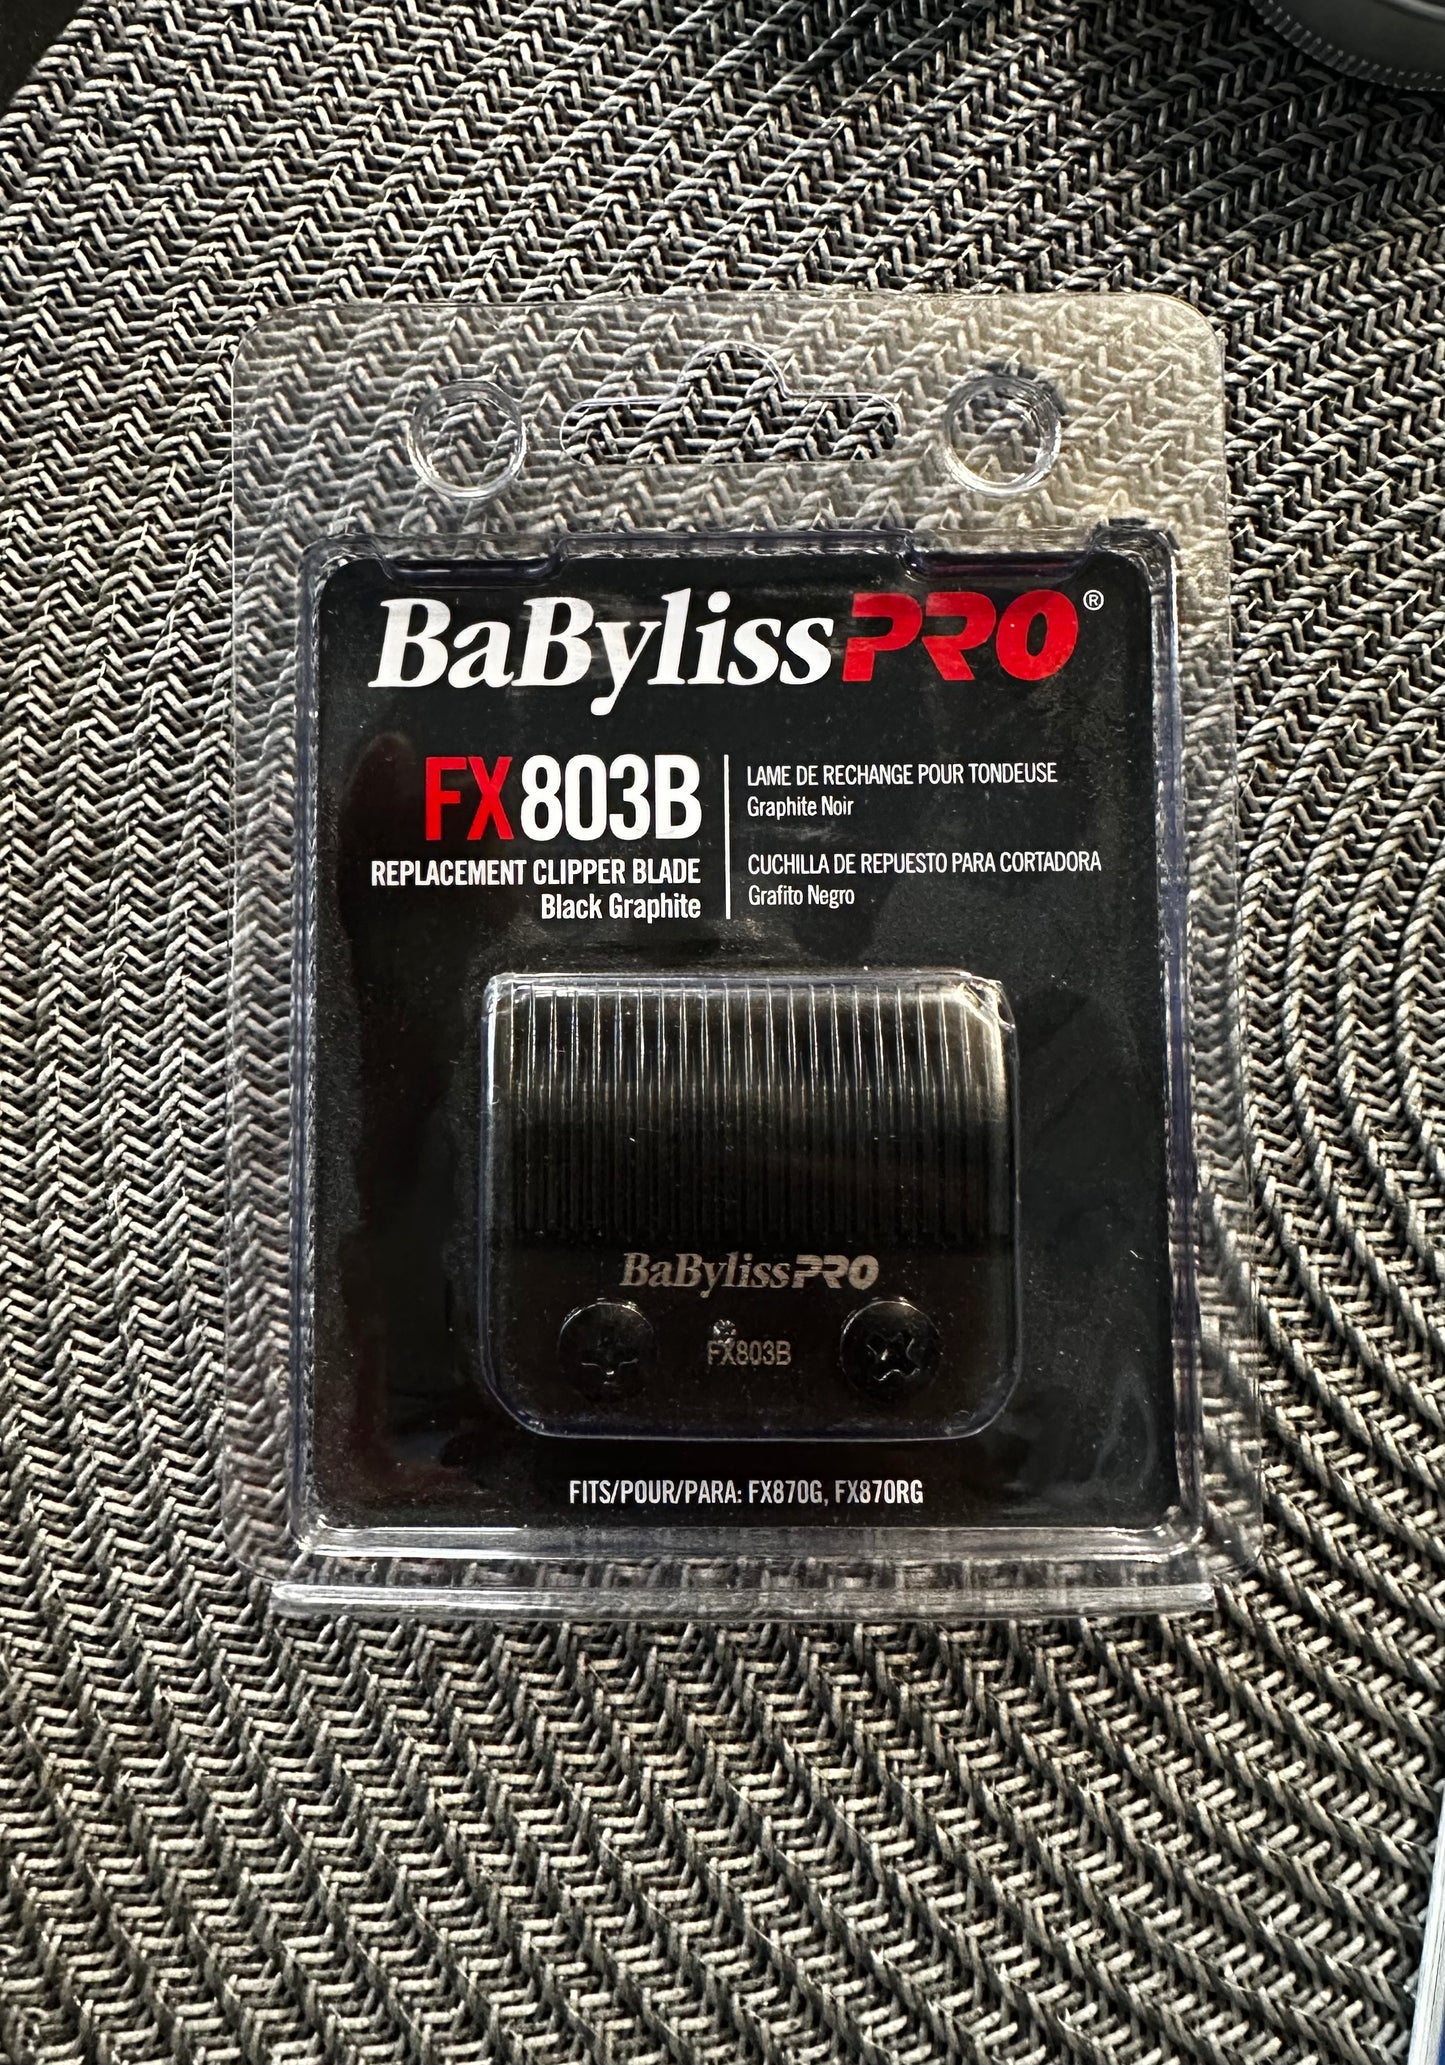 BaBylissPRO®
FX803B
REPLACEMENT CLIPPER BLADE
Black Graphite
LAME DE RECHANGE POUR TONDEUSE
Graphite Noir
CUCHILLA DE REPUESTO PARA CORTADORA
Grafito Negro
BaBylissPRO
FX803B
FITS/POUR/PARA: FX870G, FX870RG